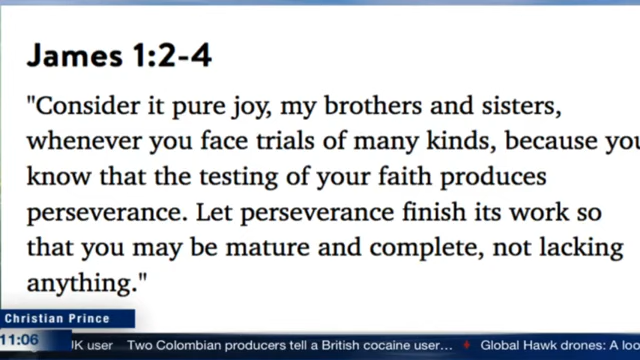 James 1:2-4
"Consider it pure joy, my brothers and sisters,
whenever you face trials of many kinds, because you
know that the testing of your faith produces
perseverance. Let perseverance finish its work so
that you may be mature and complete, not lacking
anything."
Christian Prince
11:06 UK user Two Colombian producers tell a British cocaine user... ♦ Global Hawk drones: A loo